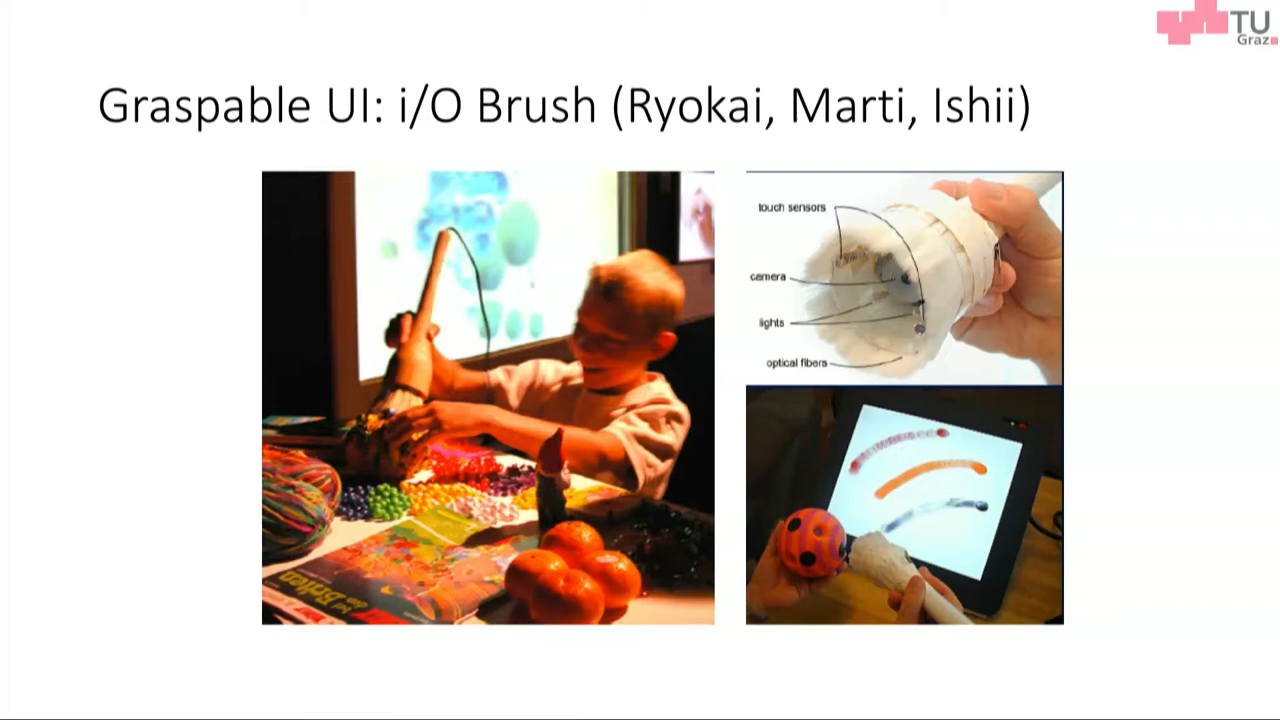 TU
Graz
Graspable UI: i/O Brush (Ryokai, Marti, Ishii)
touch sensors
camera
lights
optical fibers